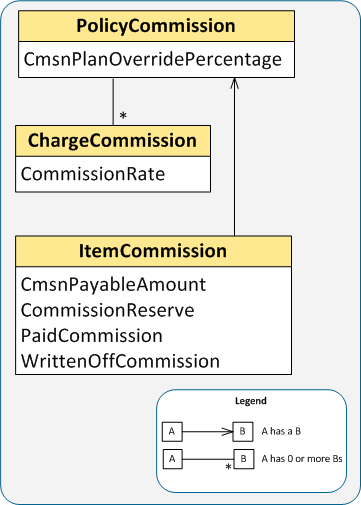 PolicyCommission
CmsnPlanOverridePercentage
*
ChargeCommission
CommissionRate
ItemCommission
CmsnPayableAmount
CommissionReserve
PaidCommission
WrittenOffCommission
Legend
A B A has a B
A B A has 0 or more Bs
*